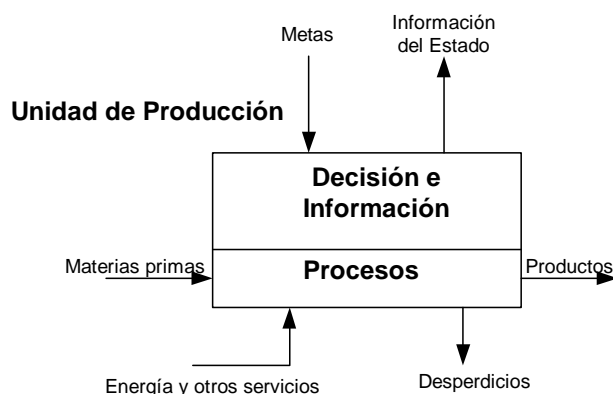 Metas
Información
del Estado
Unidad de Producción
Decisión e
Información
Materias primas
Procesos
Productos
Energía y otros servicios
Desperdicios